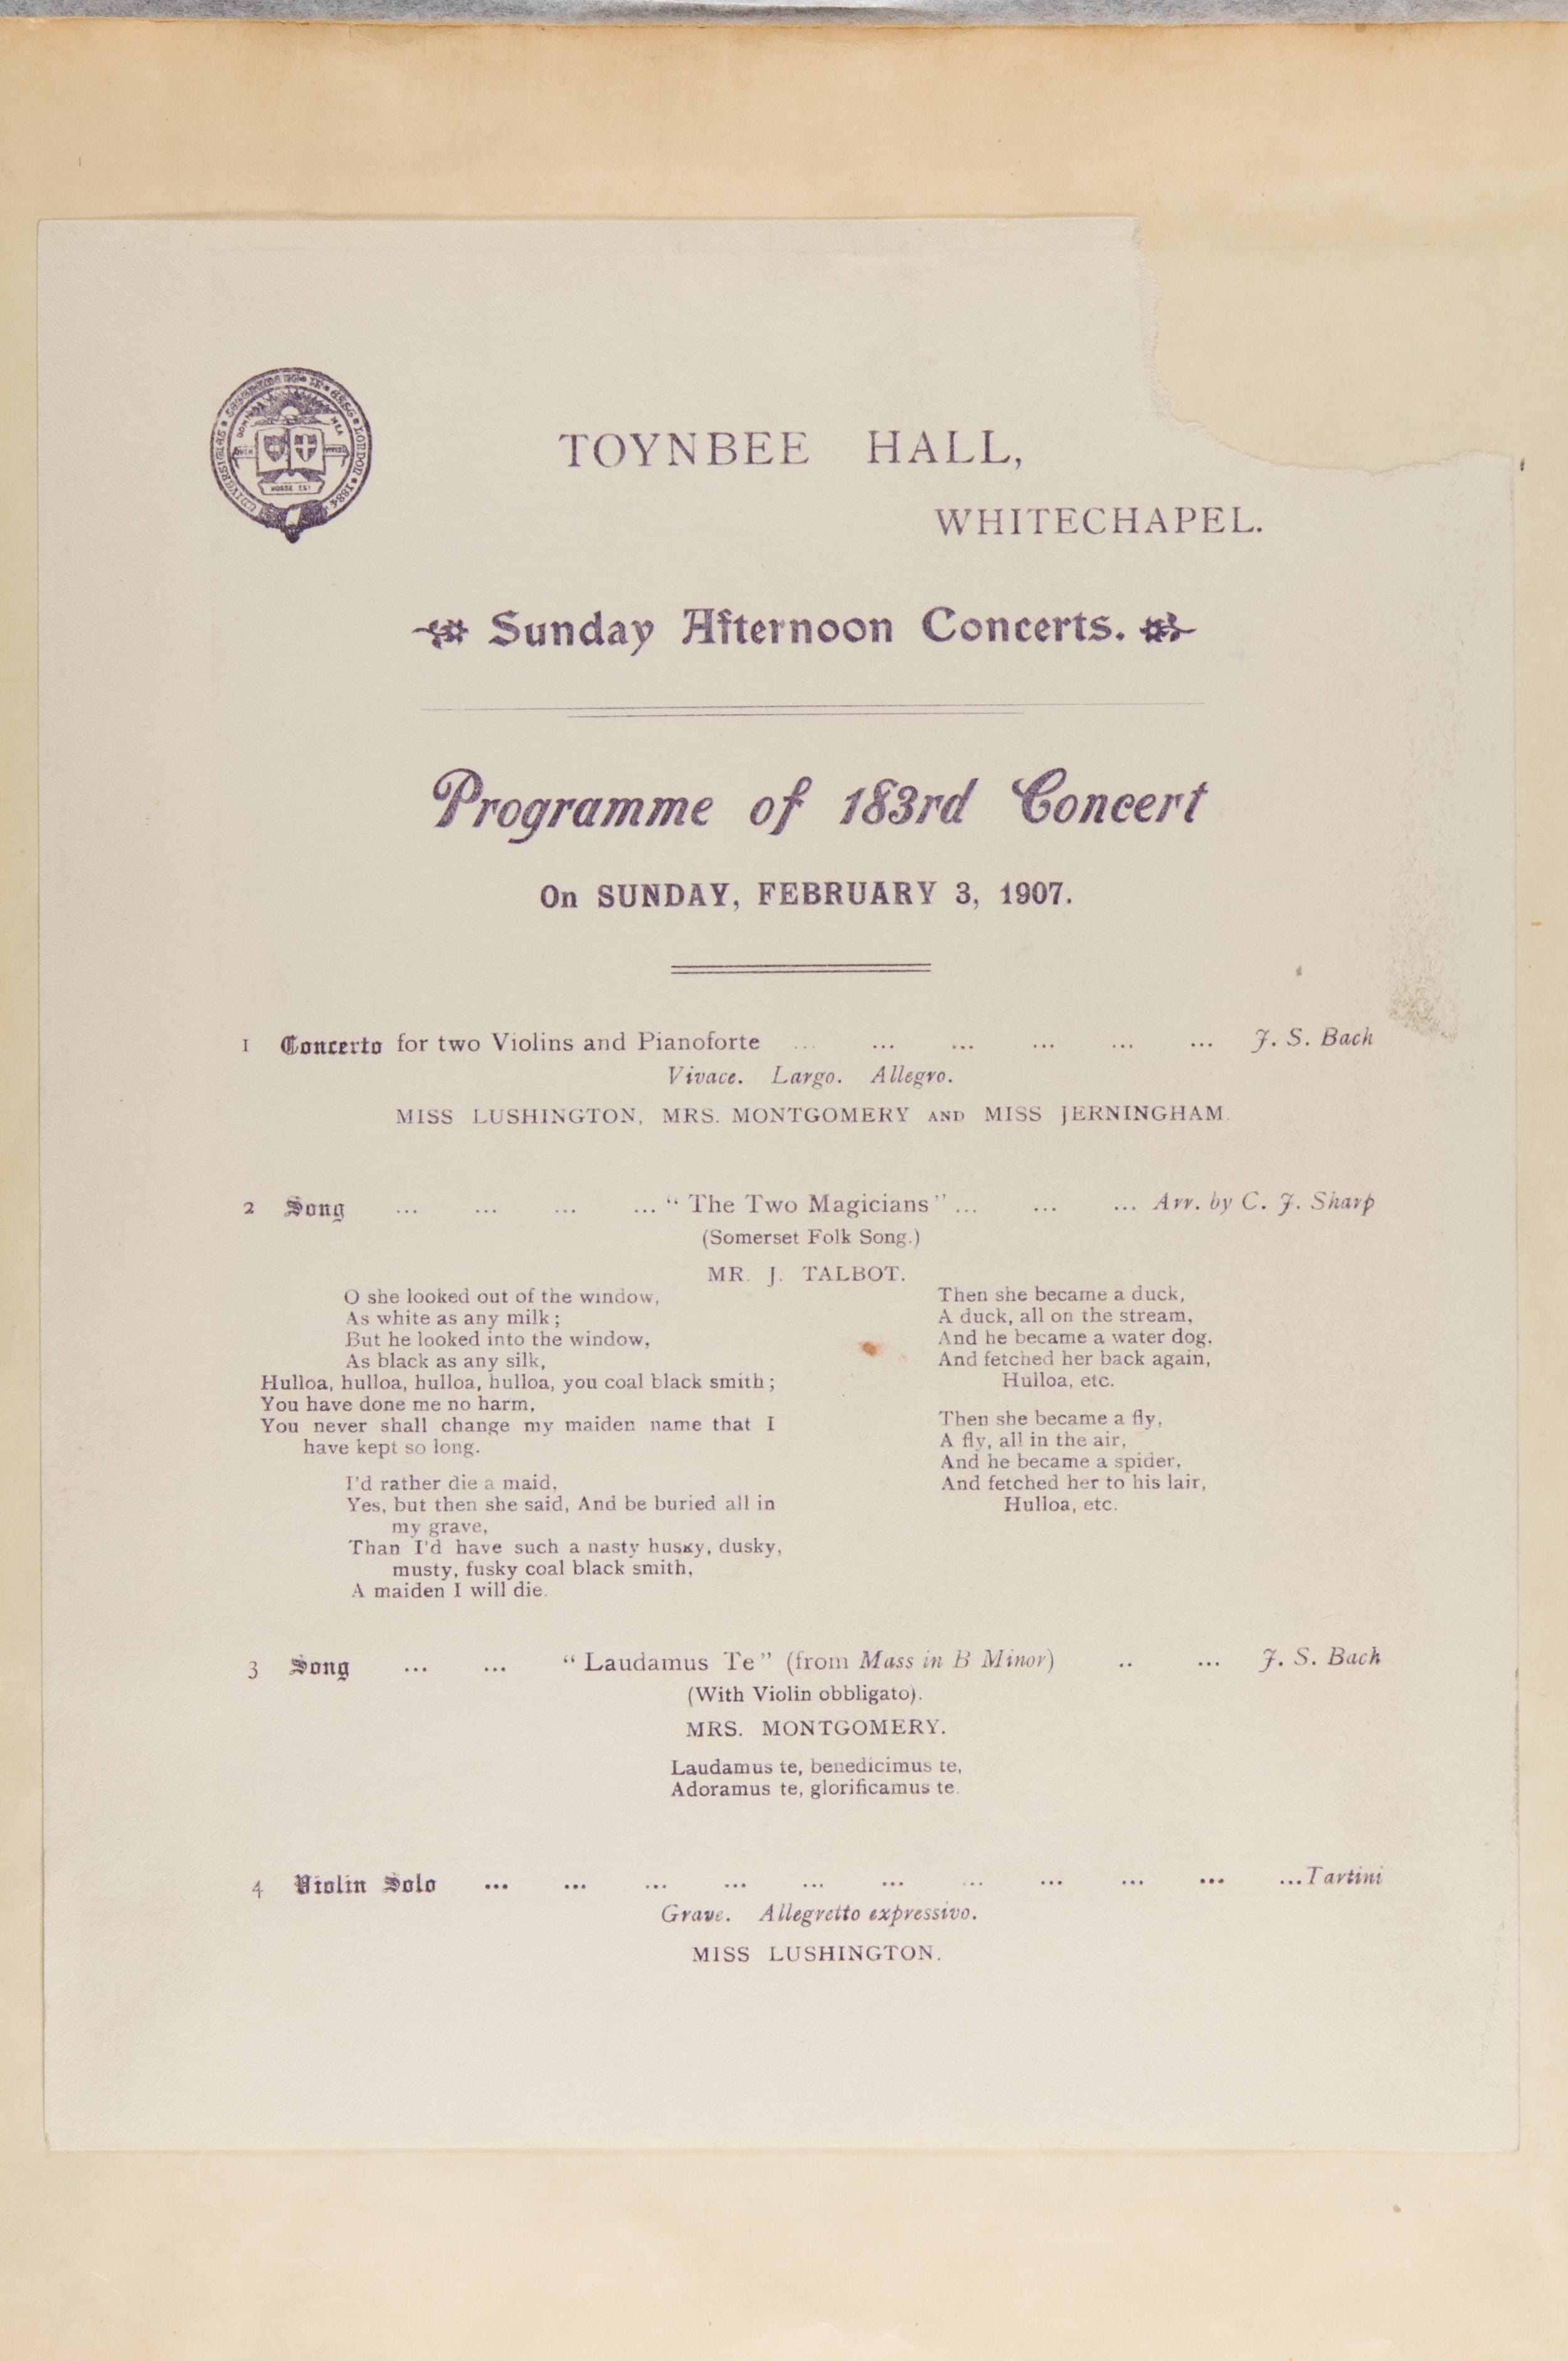 TOYNBEE HALL,
WHITECHAPEL.
Sunday Afternoon Concerts.
Programme of 183rd Concert
On SUNDAY, FEBRUARY 3, 1907.
1 Concerto for two Violins and Pianoforte ... ... ... ... ... ... J. S. Bach
Vivace. Largo. Allegro.
MISS LUSHINGTON, MRS. MONTGOMERY AND MISS JERNINGHAM.
2 Song ... ... ... ... “ The Two Magicians ” ... ... ... Arr. by C. J. Sharp
(Somerset Folk Song.)
MR. J. TALBOT.
O she looked out of the window,
As white as any milk ;
But he looked into the window,
As black as any silk,
Hulloa, hulloa, hulloa, hulloa, you coal black smith ;
You have done me no harm,
You never shall change my maiden name that I
have kept so long.
I'd rather die a maid,
Yes, but then she said, And be buried all in
my grave,
Than I'd have such a nasty husky, dusky,
musty, fusky coal black smith,
A maiden I will die.
Then she became a duck,
A duck, all on the stream,
And he became a water dog,
And fetched her back again,
Hulloa, etc.
Then she became a fly,
A fly, all in the air,
And he became a spider,
And fetched her to his lair,
Hulloa, etc.
3 Song ... ... “ Laudamus Te ” (from Mass in B Minor) .. ... J. S. Bach
(With Violin obbligato).
MRS. MONTGOMERY.
Laudamus te, benedicimus te,
Adoramus te, glorificamus te.
4 Violin Solo ... ... ... ... ... ... ... ... ... ... ... Tartini
Grave. Allegretto expressivo.
MISS LUSHINGTON.